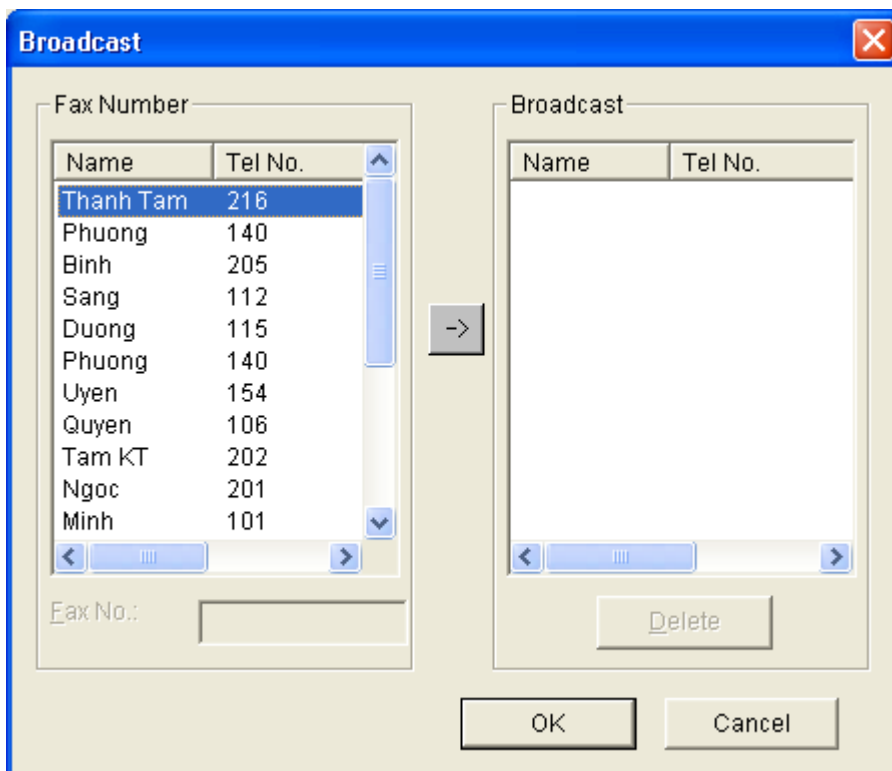 Broadcast
Fax Number
Name Tel No.
Thanh Tam 216
Phuong 140
Binh 205
Sang 112
Duong 115
Phuong 140
Uyen 154
Quyen 106
Tam KT 202
Ngoc 201
Minh 101
Fax No.:
->
Broadcast
Name Tel No.
Delete
OK Cancel